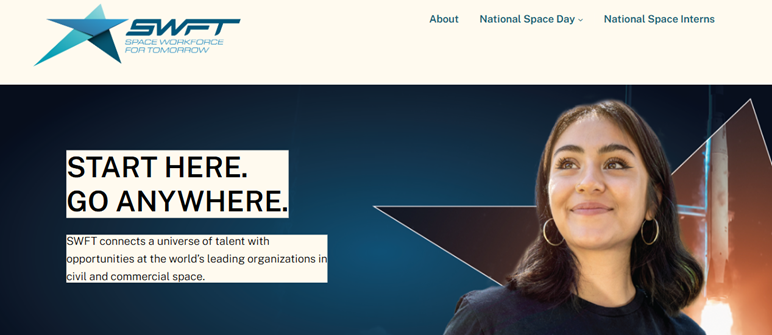 SWFT
SPACE WORKFORCE
FOR TOMORROW
About
National Space Day
National Space Interns
START HERE.
GO ANYWHERE.
SWFT connects a universe of talent with
opportunities at the world's leading organizations in
civil and commercial space.